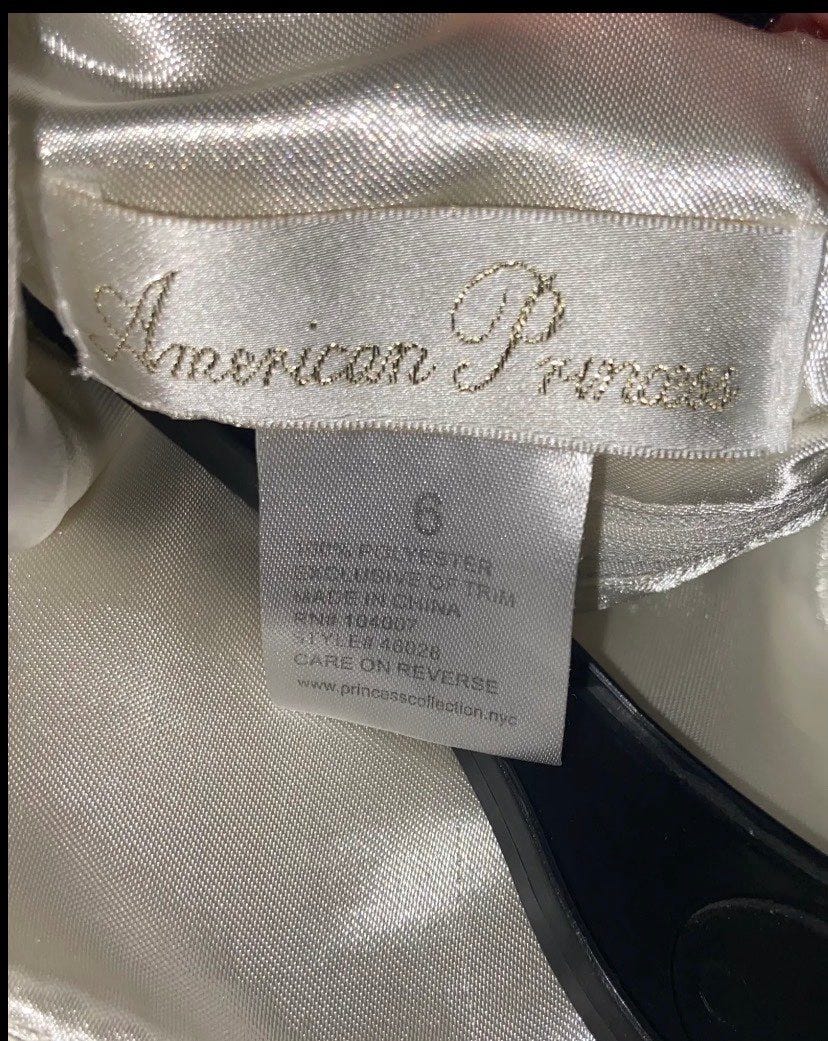 American Princess
6
100% POLYESTER
EXCLUSIVE OF TRIM
MADE IN CHINA
RN# 104007
STYLE# 46026
CARE ON REVERSE
www.princesscollection.nyc